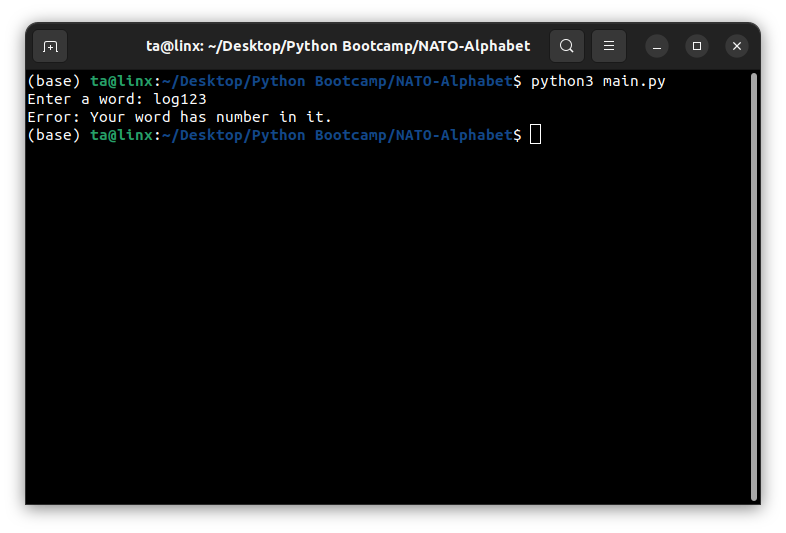 ta@linx: ~/Desktop/Python Bootcamp/NATO-Alphabet
(base) ta@linx:~/Desktop/Python Bootcamp/NATO-Alphabet$ python3 main.py
Enter a word: log123
Error: Your word has number in it.
(base) ta@linx:~/Desktop/Python Bootcamp/NATO-Alphabet$